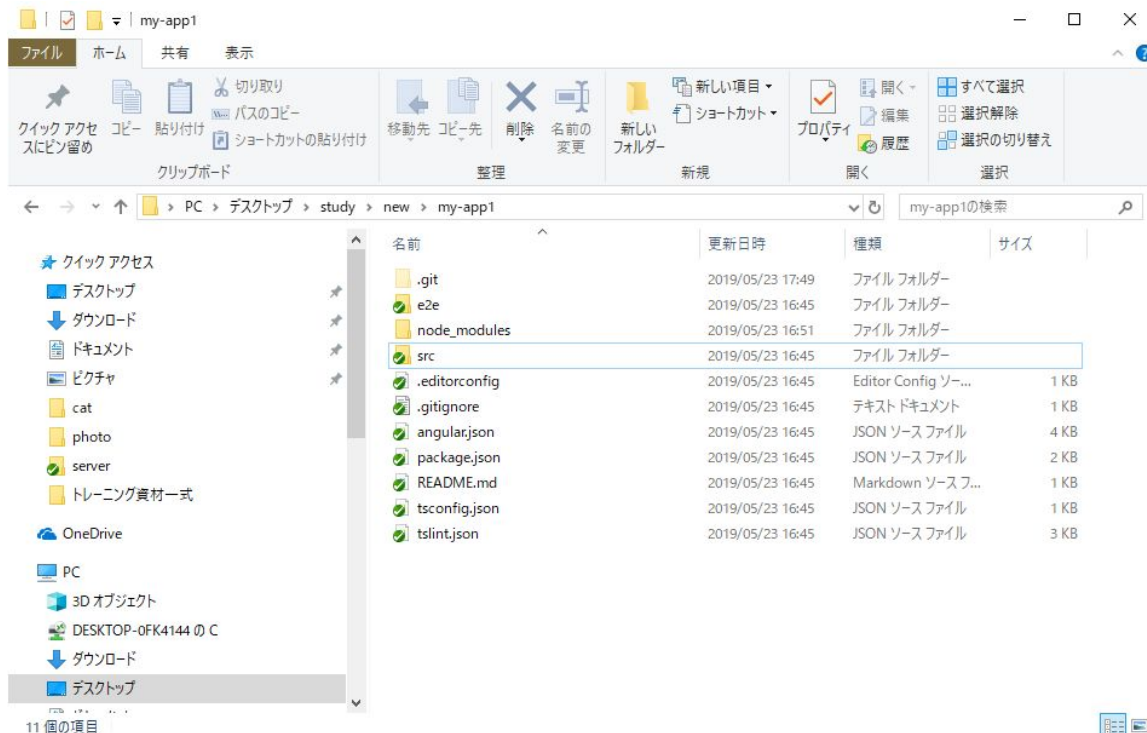 my-app1
ファイル ホーム 共有 表示
クイック アクセスにピン留め
コピー
貼り付け
切り取り
パスのコピー
ショートカットの貼り付け
クリップボード
移動先
コピー先
削除
名前の変更
整理
新しいフォルダー
新しい項目
ショートカット
新規
プロパティ
開く
編集
履歴
開く
すべて選択
選択解除
選択の切り替え
選択
PC › デスクトップ › study › new › my-app1
my-app1の検索
クイック アクセス
デスクトップ
ダウンロード
ドキュメント
ピクチャ
cat
photo
server
トレーニング資材一式
OneDrive
PC
3D オブジェクト
DESKTOP-0FK4144 の C
ダウンロード
デスクトップ
名前 更新日時 種類 サイズ
.git 2019/05/23 17:49 ファイル フォルダー
e2e 2019/05/23 16:45 ファイル フォルダー
node_modules 2019/05/23 16:51 ファイル フォルダー
src 2019/05/23 16:45 ファイル フォルダー
.editorconfig 2019/05/23 16:45 Editor Config ソー... 1 KB
.gitignore 2019/05/23 16:45 テキスト ドキュメント 1 KB
angular.json 2019/05/23 16:45 JSON ソース ファイル 4 KB
package.json 2019/05/23 16:45 JSON ソース ファイル 2 KB
README.md 2019/05/23 16:45 Markdown ソース フ... 1 KB
tsconfig.json 2019/05/23 16:45 JSON ソース ファイル 1 KB
tslint.json 2019/05/23 16:45 JSON ソース ファイル 3 KB
11 個の項目